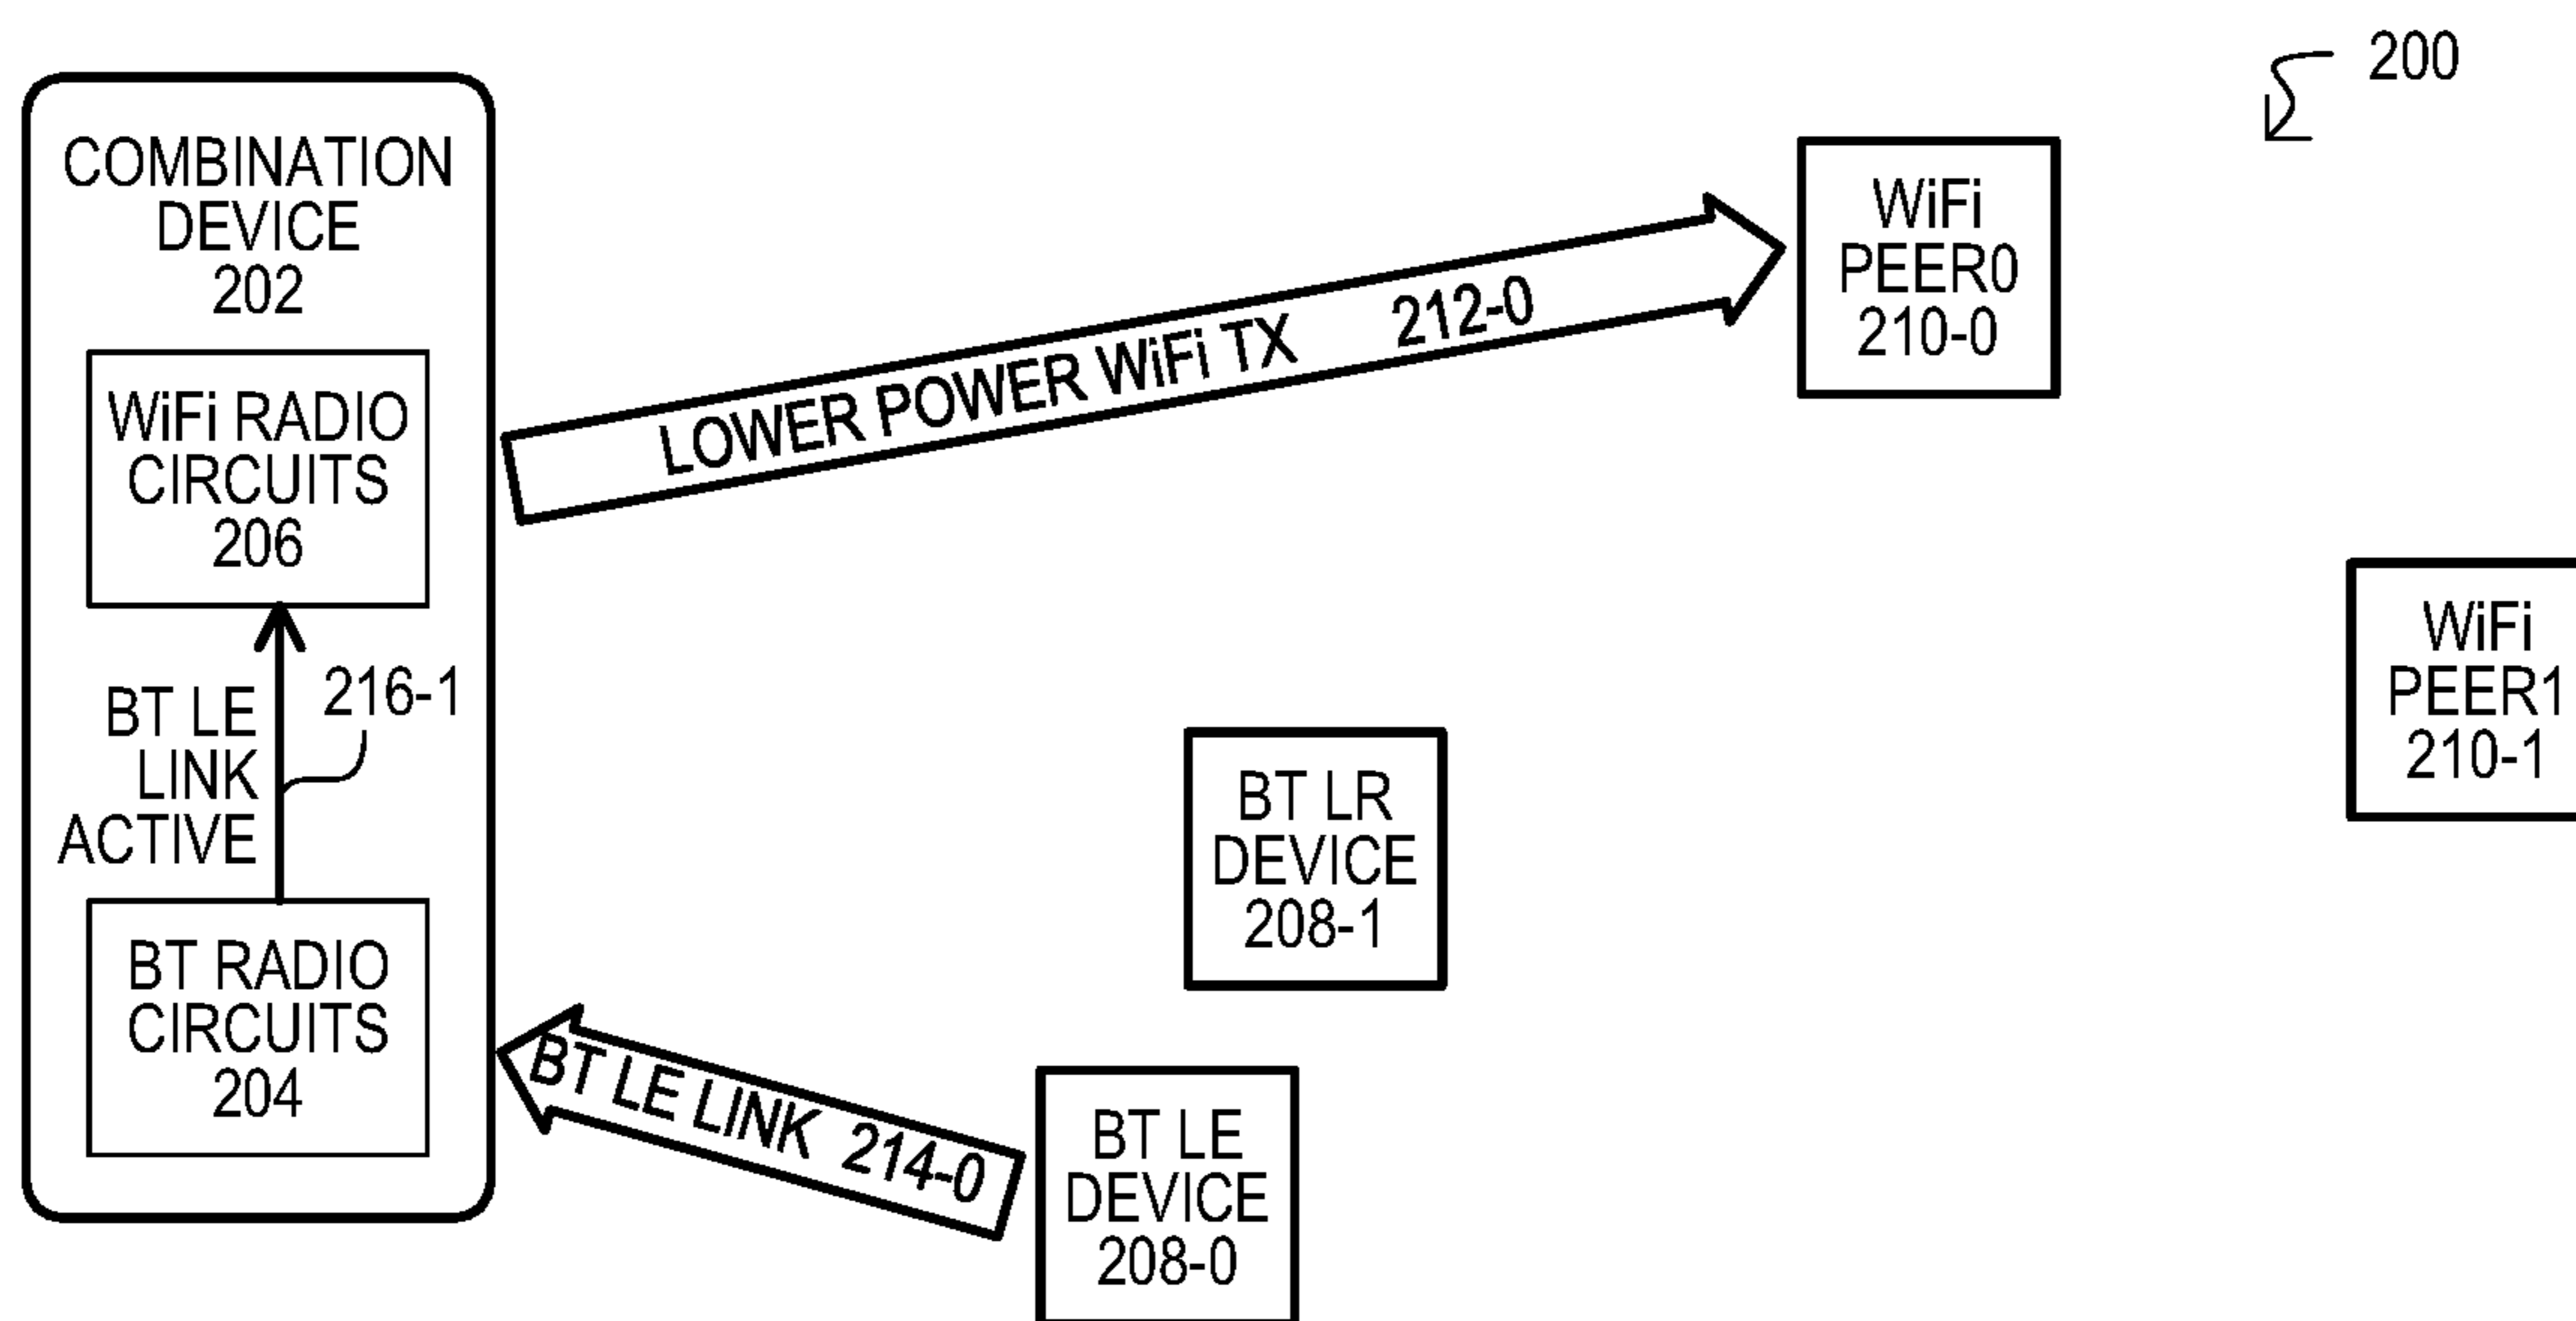 200
COMBINATION
DEVICE
202
WiFi RADIO
CIRCUITS
206
BT LE
LINK
ACTIVE
216-1
BT RADIO
CIRCUITS
204
LOWER POWER WiFi TX 212-0
WiFi
PEER0
210-0
WiFi
PEER1
210-1
BT LR
DEVICE
208-1
BT LE LINK 214-0
BT LE
DEVICE
208-0